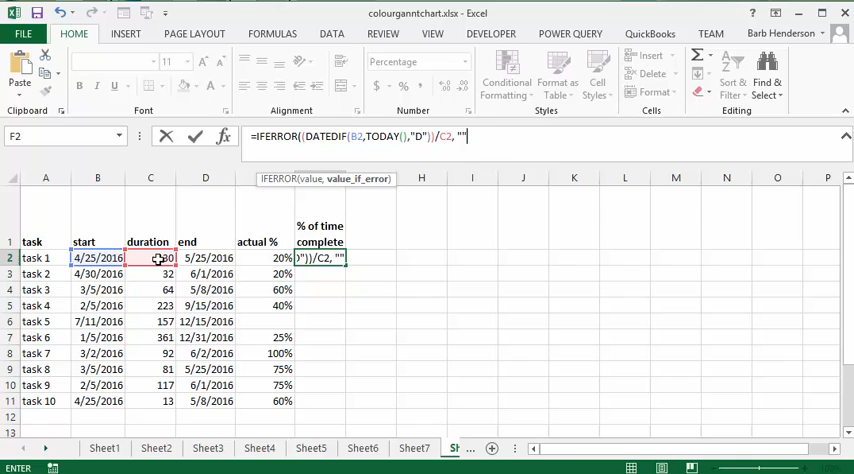 colourganntchart.xlsx - Excel
FILE HOME INSERT PAGE LAYOUT FORMULAS DATA REVIEW VIEW DEVELOPER POWER QUERY QuickBooks TEAM Barb Henderson
Paste
11 A A
B I U A
Percentage
$ % , .0 .00
Conditional Formatting
Format as Table
Cell Styles
Insert
Delete
Format
Sort & Filter
Find & Select
Clipboard Font Alignment Number Styles Cells Editing
F2 fx =IFERROR((DATEDIF(B2,TODAY(),"D"))/C2, ""
IFERROR(value, value_if_error)
A B C D E F G H I J K L M N O P
1 task start duration end actual % % of time complete
2 task 1 4/25/2016 30 5/25/2016 20% D"))/C2, ""
3 task 2 4/30/2016 32 6/1/2016 20%
4 task 3 3/5/2016 64 5/8/2016 60%
5 task 4 2/5/2016 223 9/15/2016 40%
6 task 5 7/11/2016 157 12/15/2016
7 task 6 1/5/2016 361 12/31/2016 25%
8 task 7 3/2/2016 92 6/2/2016 100%
9 task 8 3/5/2016 81 5/25/2016 75%
10 task 9 2/5/2016 117 6/1/2016 75%
11 task 10 4/25/2016 13 5/8/2016 60%
12
13
Sheet1 Sheet2 Sheet3 Sheet4 Sheet5 Sheet6 Sheet7 Sh ...
ENTER